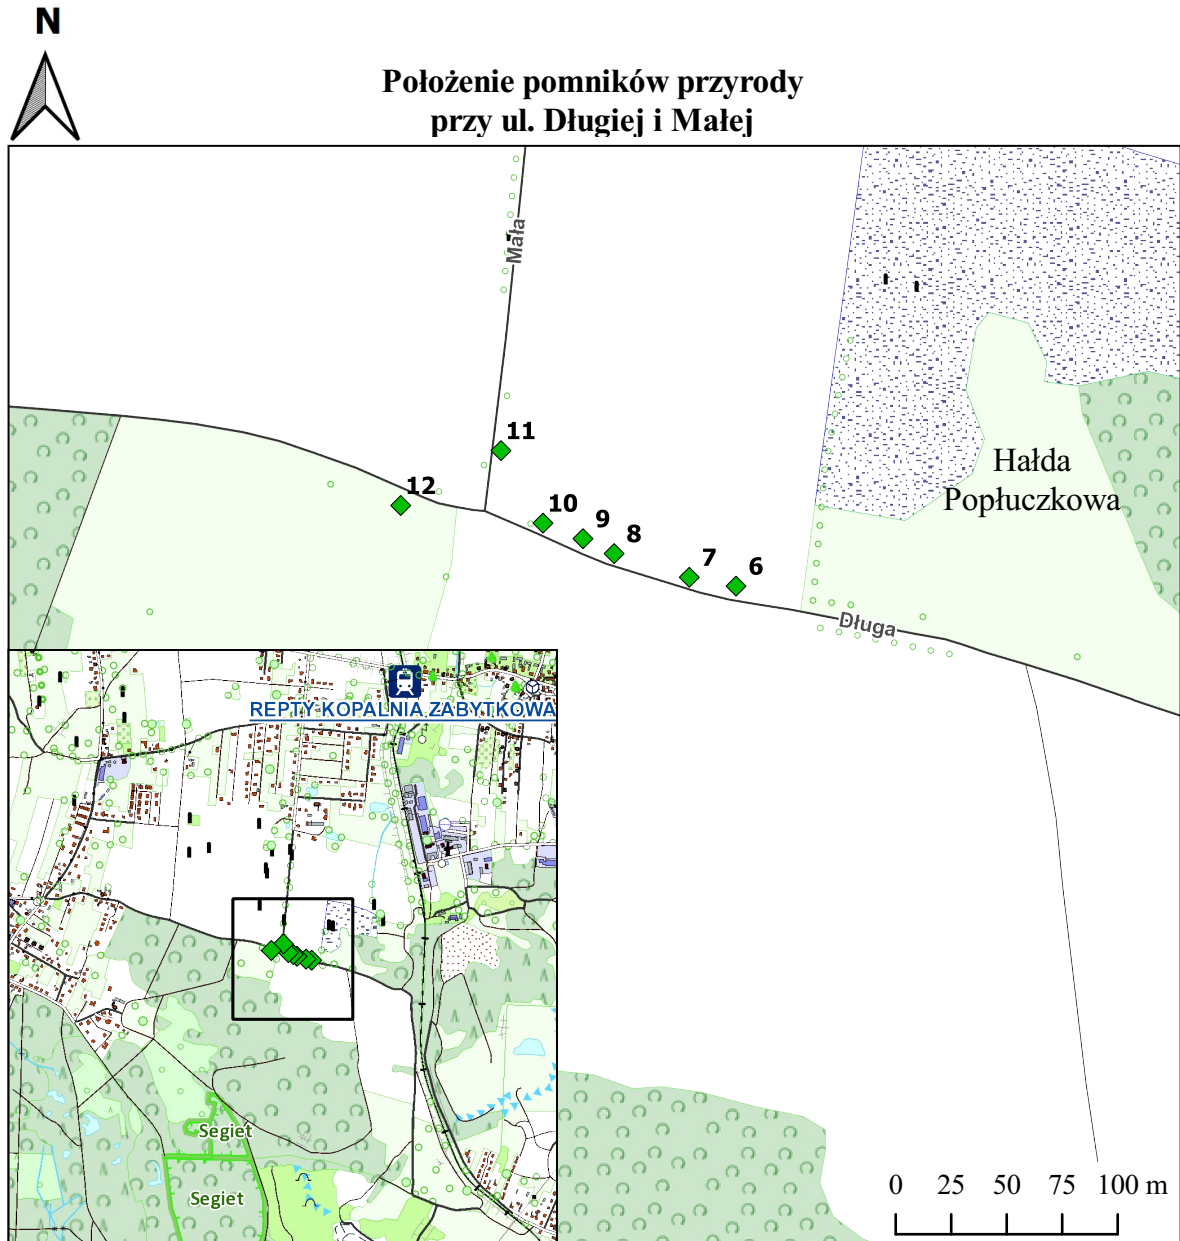 N
Położenie pomników przyrody
przy ul. Długiej i Małej
Mała
11
12
10
9
8
7
6
Hałda
Popłuczkowa
Długa
REPTY KOPALNIA ZABYTKOWA
Segiet
Segiet
0 25 50 75 100 m